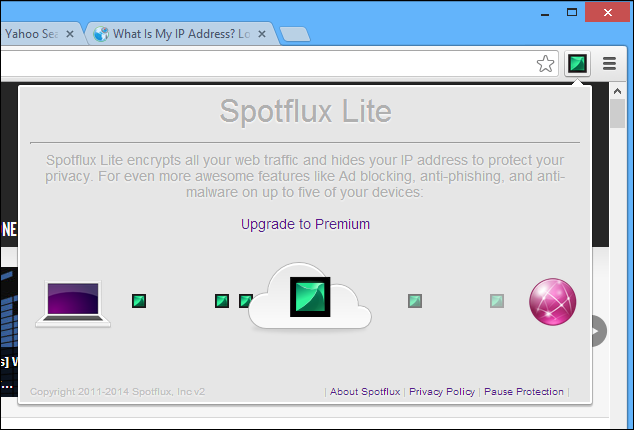 Yahoo Sea
What Is My IP Address? Lo
Spotflux Lite
Spotflux Lite encrypts all your web traffic and hides your IP address to protect your
privacy. For even more awesome features like Ad blocking, anti-phishing, and anti-
malware on up to five of your devices:
NE
Upgrade to Premium
s] V
...
Copyright 2011-2014 Spotflux, Inc v2 | About Spotflux | Privacy Policy | Pause Protection |